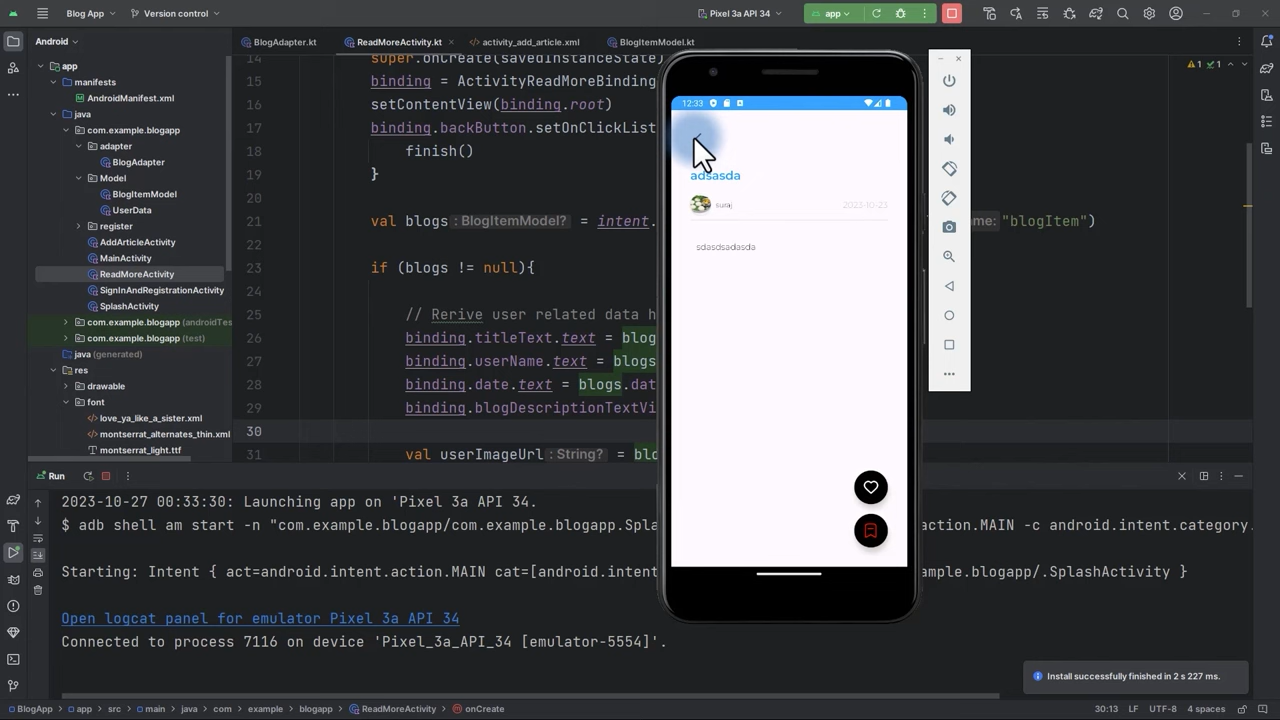 Blog App
Version control
Pixel 3a API 34
app
Android
BlogAdapter.kt
ReadMoreActivity.kt
activity_add_article.xml
BlogItemModel.kt
app
manifests
AndroidManifest.xml
java
com.example.blogapp
adapter
BlogAdapter
Model
BlogItemModel
UserData
register
AddArticleActivity
MainActivity
ReadMoreActivity
SignInAndRegistrationActivity
SplashActivity
com.example.blogapp (androidTes
com.example.blogapp (test)
java (generated)
res
drawable
font
love_ya_like_a_sister.xml
montserrat_alternates_thin.xml
montserrat_light.ttf
14 super.onCreate(savedInstanceState)
15 binding = ActivityReadMoreBinding
16 setContentView(binding.root)
17 binding.backButton.setOnClickList
18 finish()
19 }
20
21 val blogs : BlogItemModel? = intent. name: "blogItem")
22
23 if (blogs != null){
24
25 // Rerive user related data h
26 binding.titleText.text = blog
27 binding.userName.text = blogs
28 binding.date.text = blogs.dat
29 binding.blogDescriptionTextVi
30
31 val userImageUrl : String? = blo
1 1
12:33
adsasda
suraj
2023-10-23
sdasdsadasda
Run
2023-10-27 00:33:30: Launching app on 'Pixel 3a API 34.
$ adb shell am start -n "com.example.blogapp/com.example.blogapp.Spla action.MAIN -c android.intent.category.
Starting: Intent { act=android.intent.action.MAIN cat=[android.intent ample.blogapp/.SplashActivity }
Open logcat panel for emulator Pixel 3a API 34
Connected to process 7116 on device 'Pixel_3a_API_34 [emulator-5554]'.
Install successfully finished in 2 s 227 ms.
BlogApp app src main java com example blogapp ReadMoreActivity onCreate
30:13 LF UTF-8 4 spaces